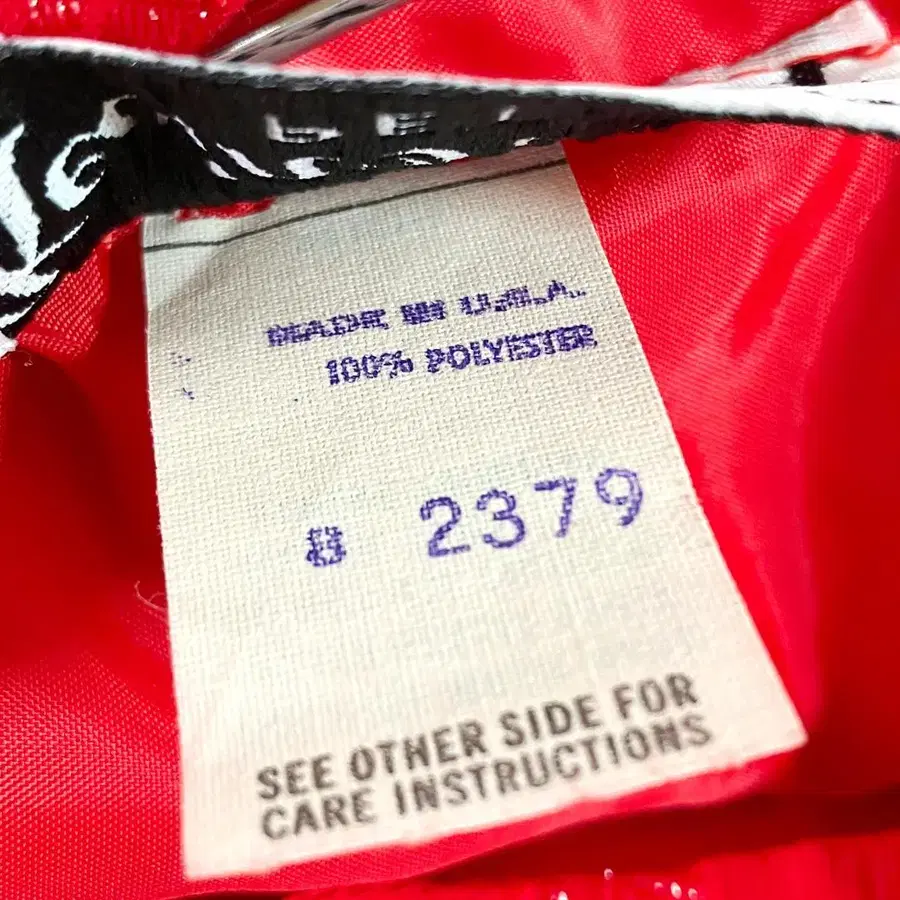 MADE IN U.S.A.
100% POLYESTER
8 2379
SEE OTHER SIDE FOR
CARE INSTRUCTIONS